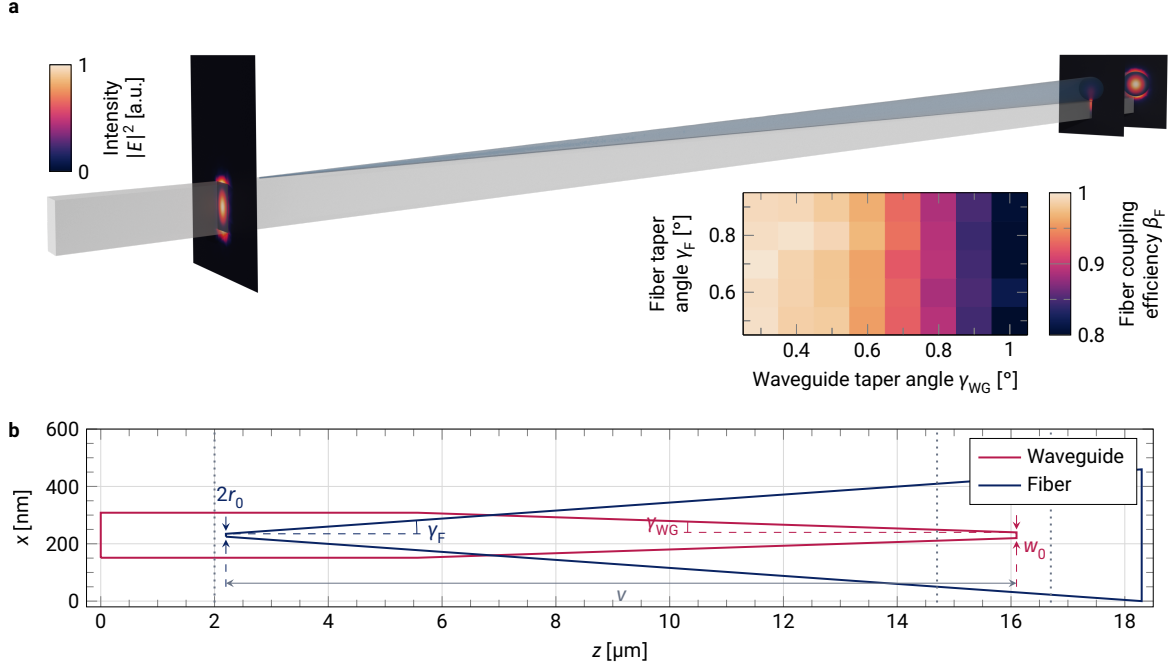 a
1
0
Intensity
|E|² [a.u.]
Fiber taper
angle γF [°]
0.8
0.6
0.4
0.6
0.8
1
Waveguide taper angle γWG [°]
1
0.9
0.8
Fiber coupling
efficiency βF
b
600
400
200
0
x [nm]
0
2
4
6
8
10
12
14
16
18
z [µm]
2r0
γF
γWG
w0
v
Waveguide
Fiber